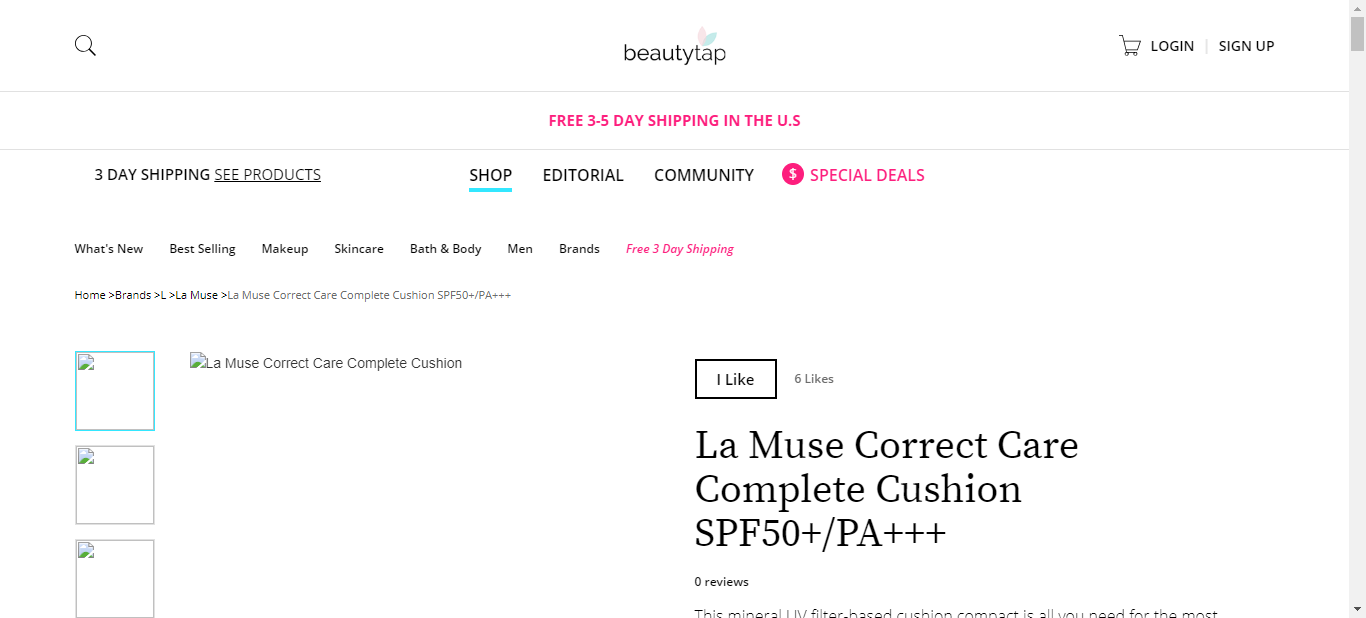 beautytap
LOGIN | SIGN UP
FREE 3-5 DAY SHIPPING IN THE U.S
3 DAY SHIPPING SEE PRODUCTS
SHOP EDITORIAL COMMUNITY $ SPECIAL DEALS
What's New Best Selling Makeup Skincare Bath & Body Men Brands Free 3 Day Shipping
Home >Brands >L >La Muse >La Muse Correct Care Complete Cushion SPF50+/PA+++
La Muse Correct Care Complete Cushion
I Like 6 Likes
La Muse Correct Care
Complete Cushion
SPF50+/PA+++
0 reviews
This mineral UV filter-based cushion compact is all you need for the most